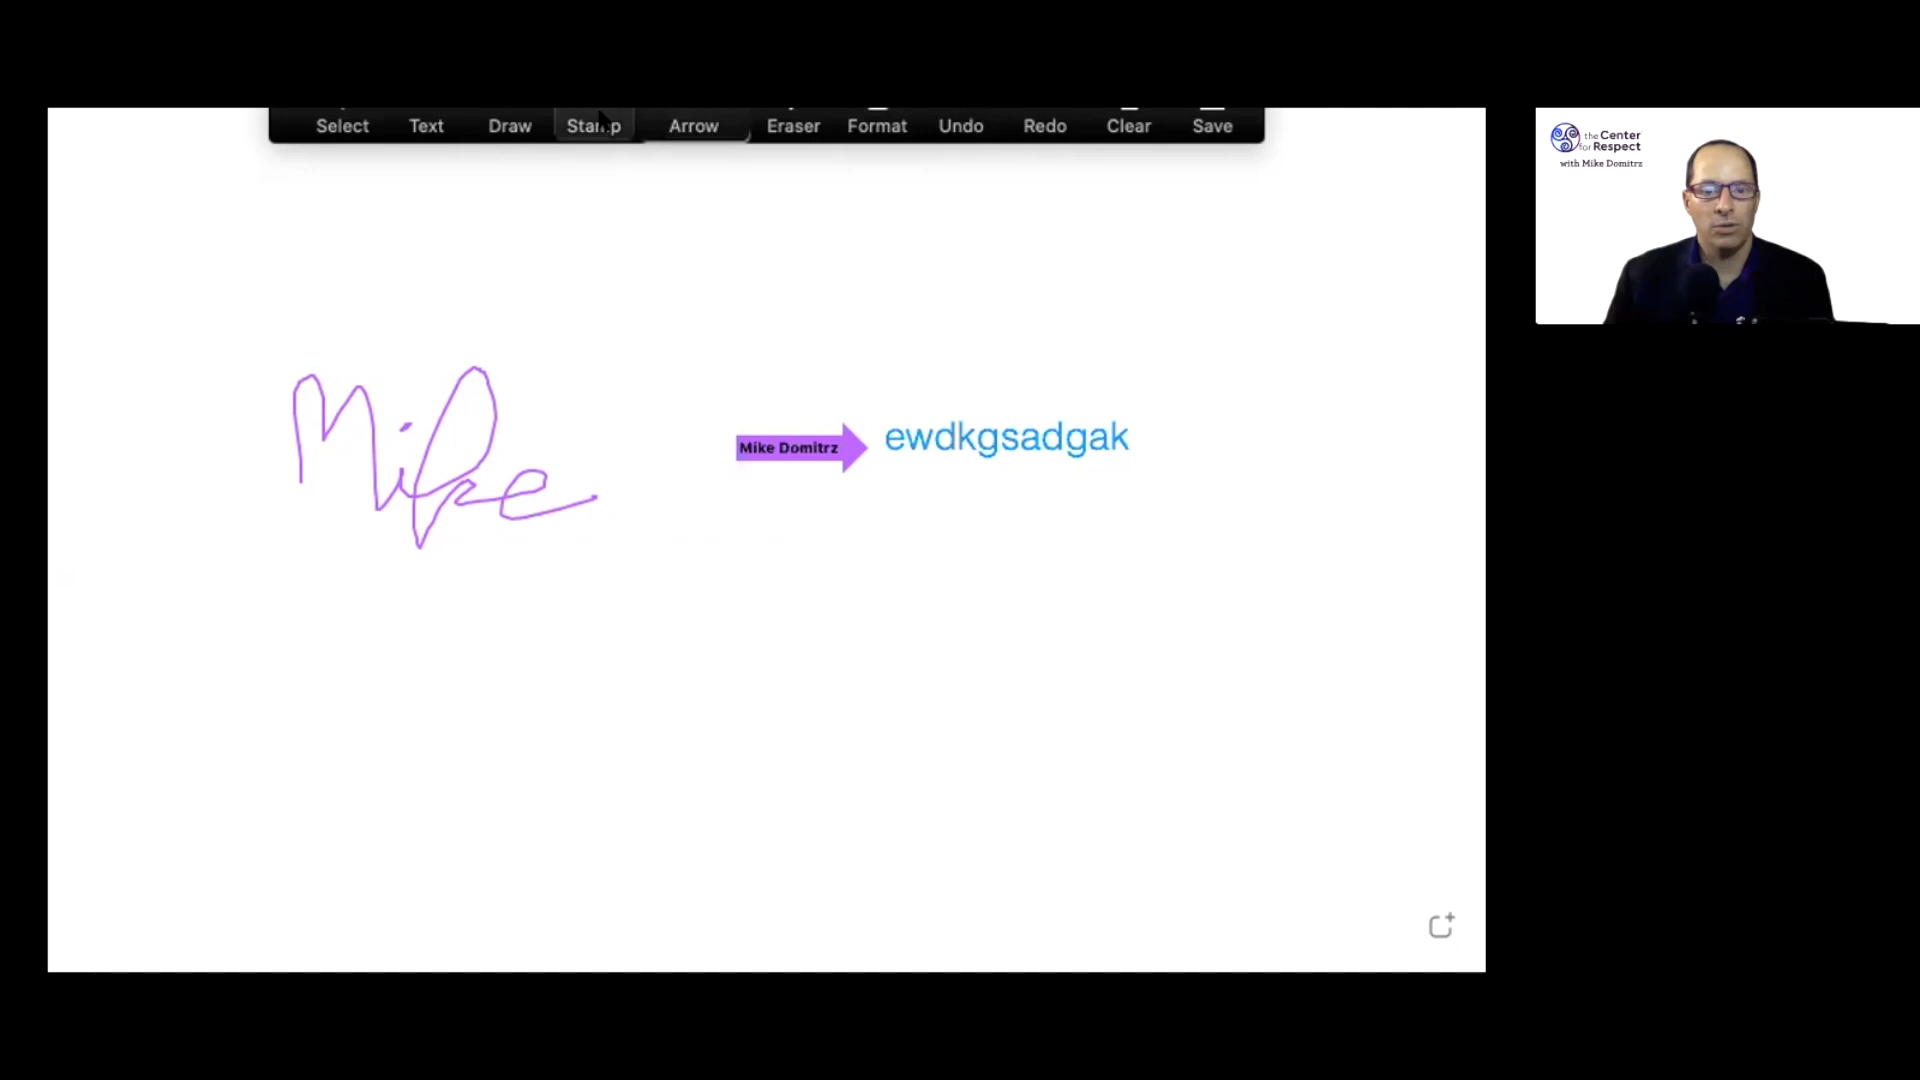 Select Text Draw Stamp Arrow Eraser Format Undo Redo Clear Save
the Center
for Respect
with Mike Domitrz
Mike
Mike Domitrz
ewdkgsadgak